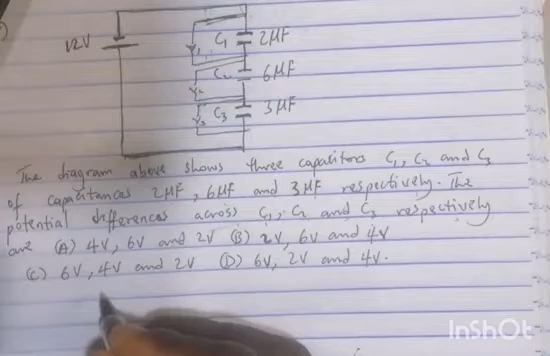 12V
C1 2μF
V1
C2 6μF
V2
C3 3μF
V3
The diagram above shows three capacitors C1, C2 and C3
of capacitances 2μF, 6μF and 3μF respectively. The
potential differences across C1, C2 and C3 respectively
are (A) 4V, 6V and 2V (B) 2V, 6V and 4V
(C) 6V, 4V and 2V (D) 6V, 2V and 4V.
InShOt